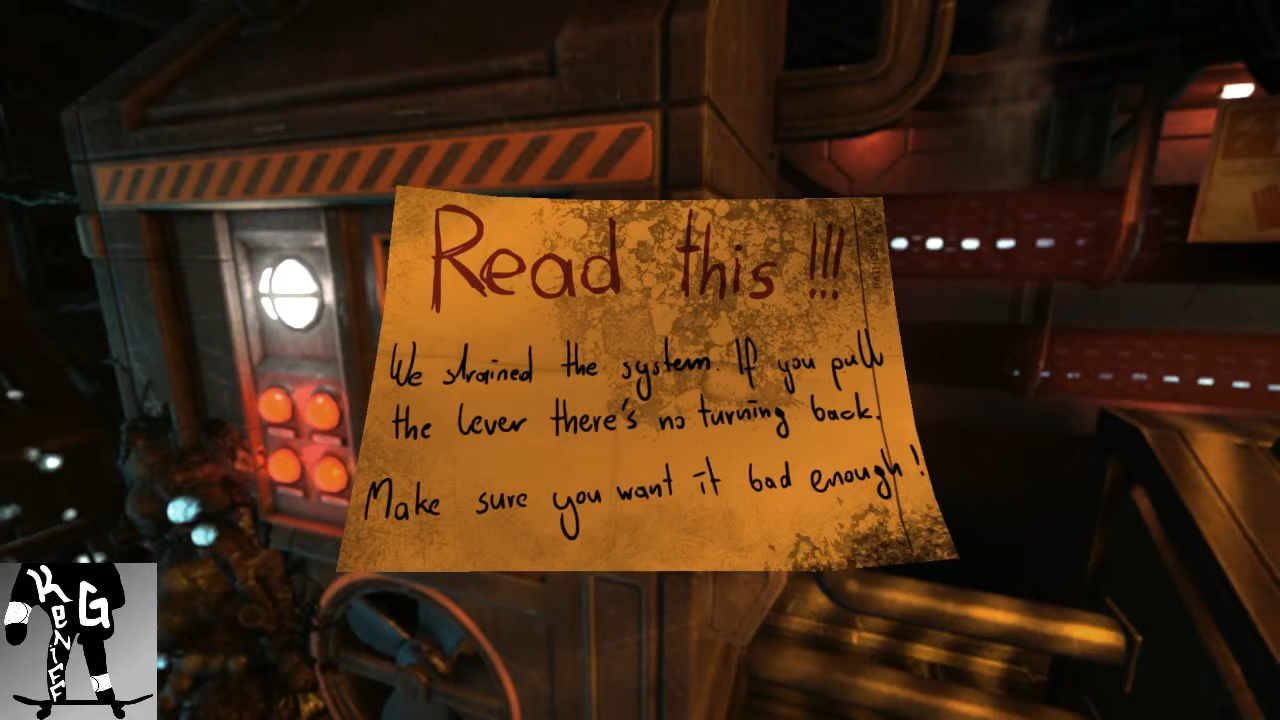 Read this!!!
We strained the system. If you pull
the lever there's no turning back.
Make sure you want it bad enough!
KONTEF
G